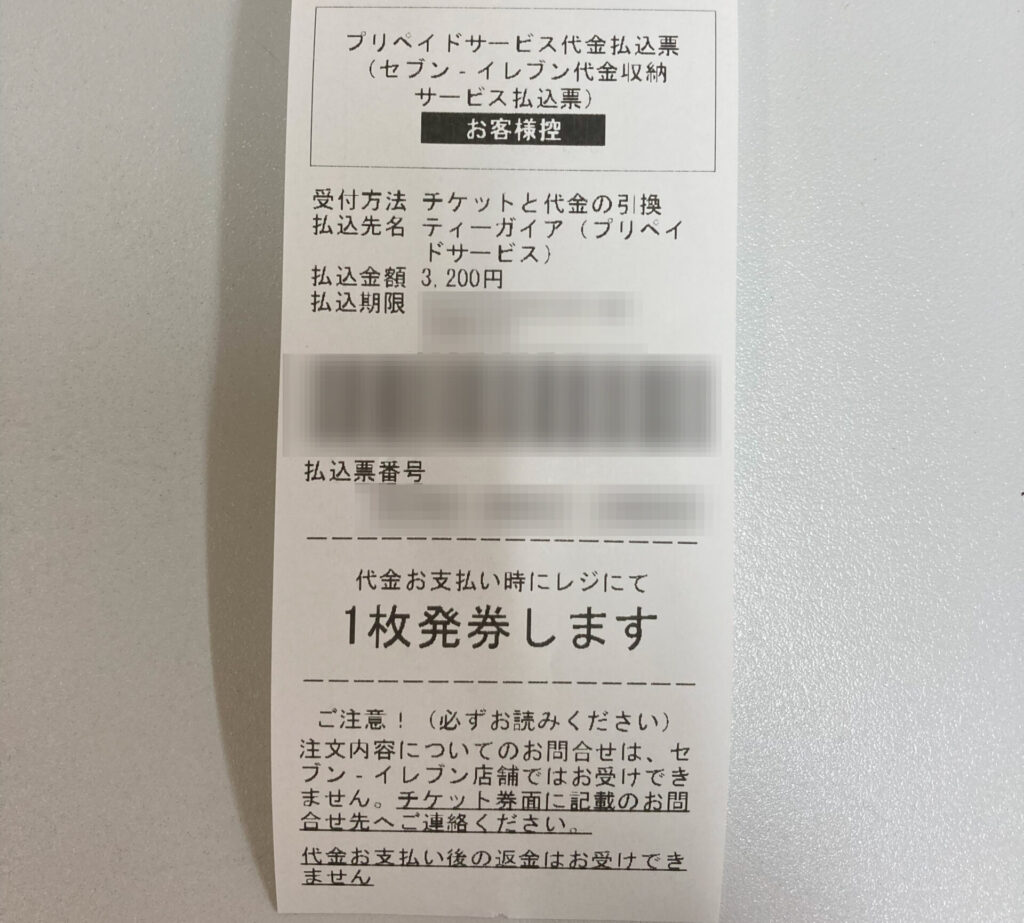 プリペイドサービス代金払込票
（セブン‐イレブン代金収納
サービス払込票）
お客様控
受付方法 チケットと代金の引換
払込先名 ティーガイア（プリペイ
ドサービス）
払込金額 3,200円
払込期限
払込票番号
代金お支払い時にレジにて
1枚発券します
ご注意！（必ずお読みください）
注文内容についてのお問合せは、セ
ブン‐イレブン店舗ではお受けでき
ません。チケット券面に記載のお問
合せ先へご連絡ください。
代金お支払い後の返金はお受けでき
ません